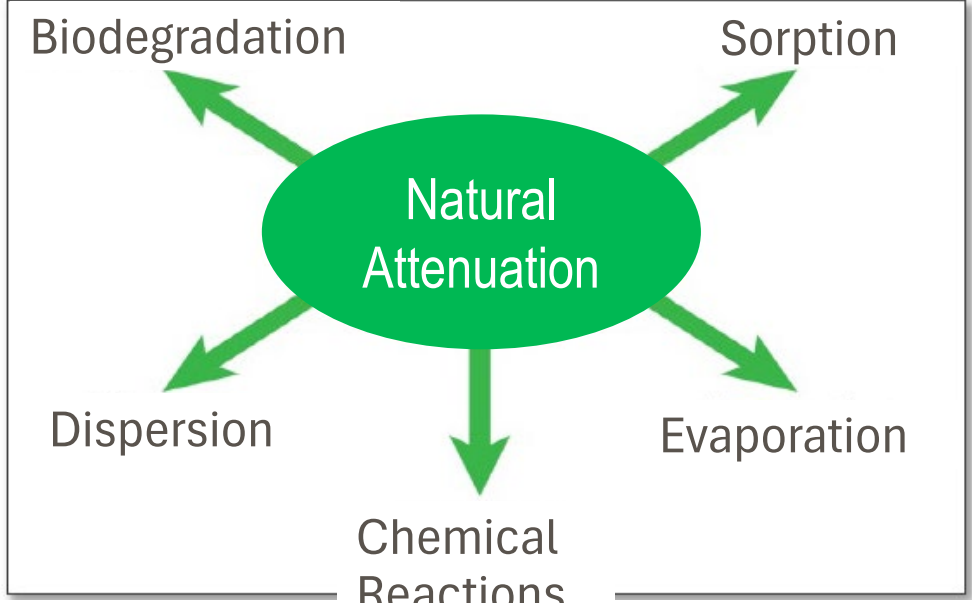 Biodegradation
Sorption
Natural
Attenuation
Dispersion
Evaporation
Chemical
Reactions